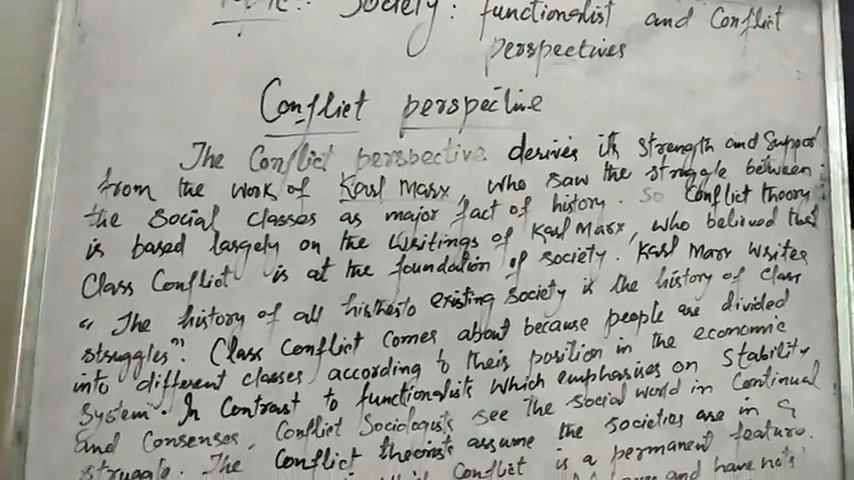 Society: functionalist and Conflict
perspectives
Conflict perspective
The Conflict perspective derives its strength and Support
from the work of Karl Marx, who saw the struggle between
the social classes as major fact of history. So Conflict theory
is based largely on the writings of Karl Marx, who believed that
Class Conflict is at the foundation of society. Karl Marx writes
" The history of all hitherto existing society is the history of class
struggles". Class Conflict comes about because people are divided
into different classes according to their position in the economic
System. In Contrast to functionalists which emphasises on Stability
and Consenses, Conflict Sociologists see the social world in Continual
struggle. The Conflict theorists assume the societies are in a
Conflict is a permanent feature.
and have nots